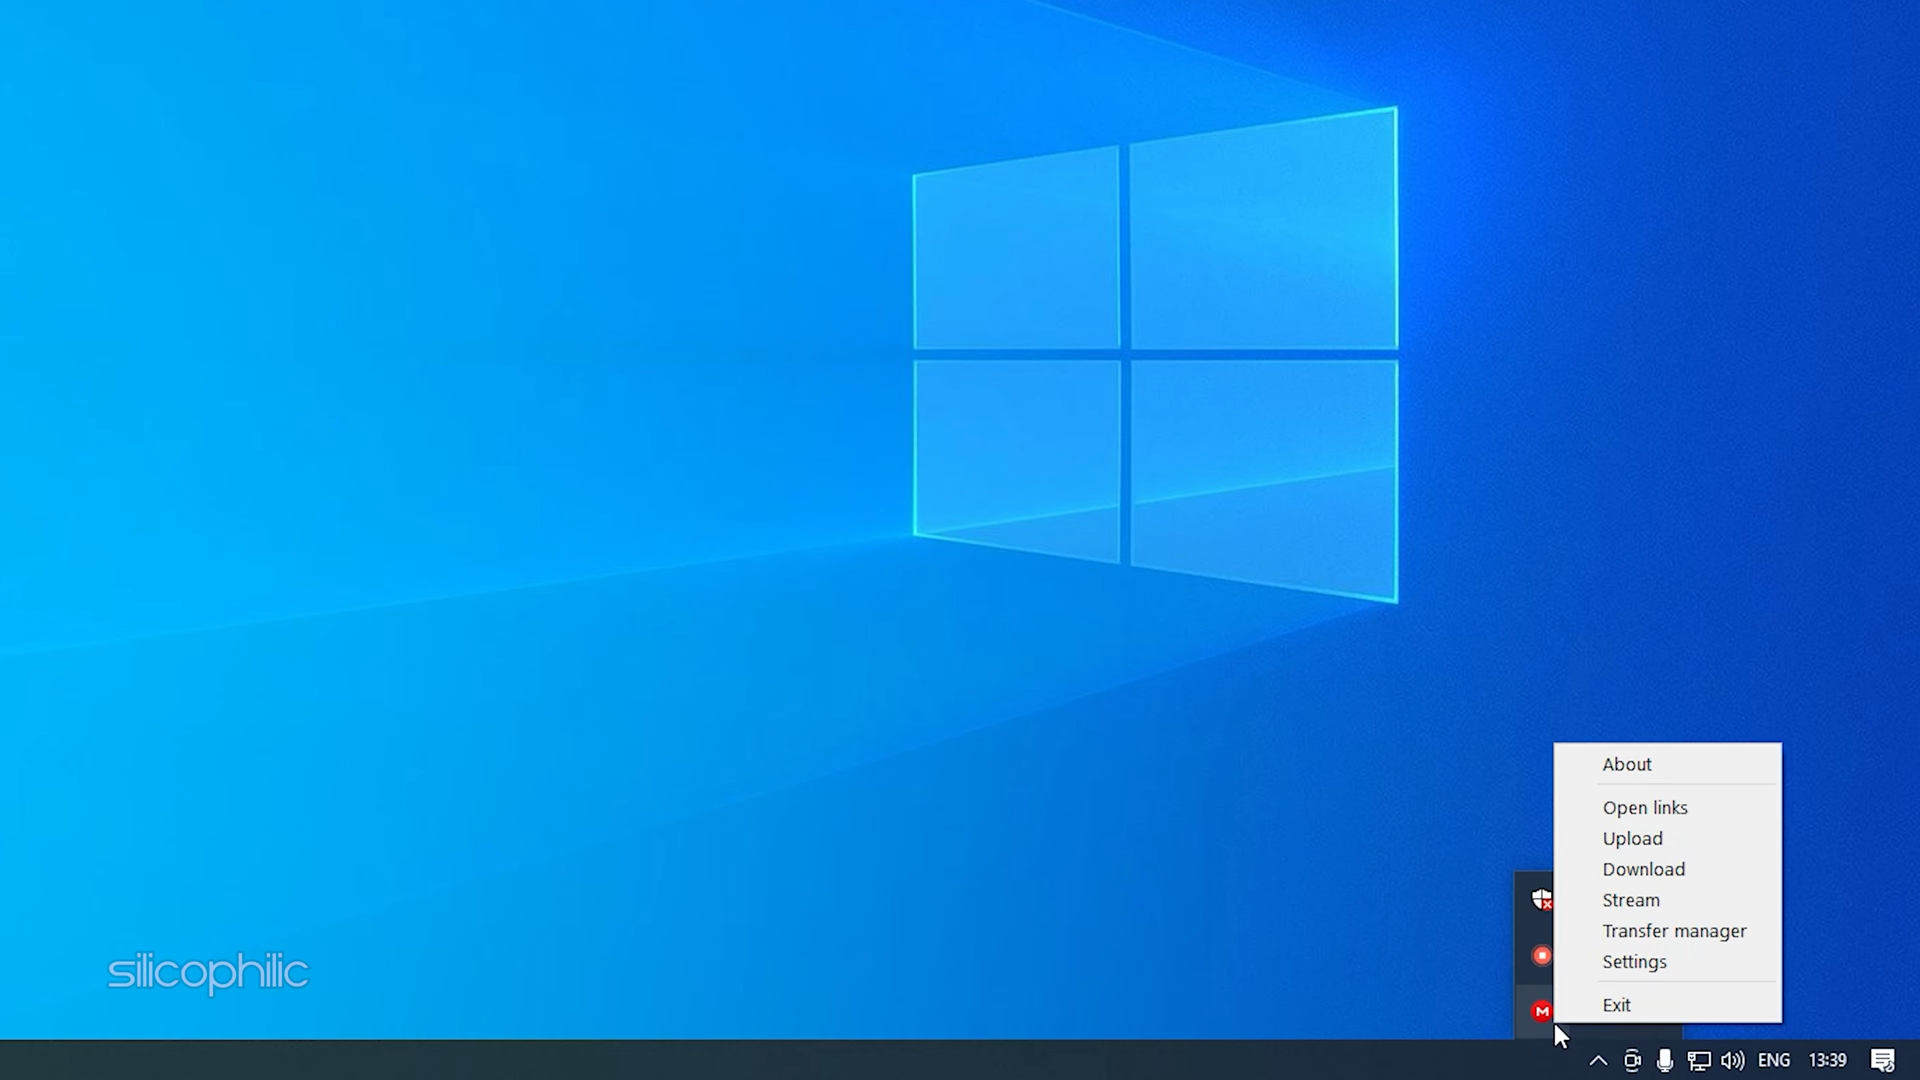 About
Open links
Upload
Download
Stream
Transfer manager
Settings
Exit
silicophilic
M
ENG
13:39